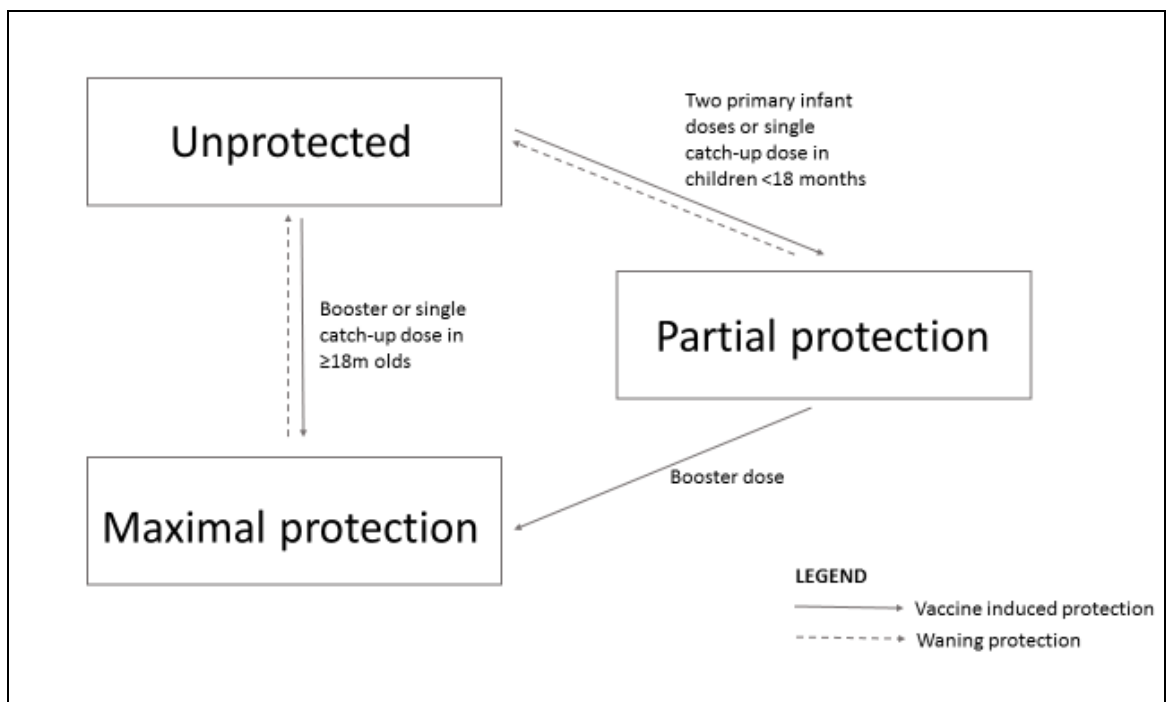 Unprotected
Two primary infant
doses or single
catch-up dose in
children <18 months
Partial protection
Booster or single
catch-up dose in
≥18m olds
Booster dose
Maximal protection
LEGEND
Vaccine induced protection
Waning protection